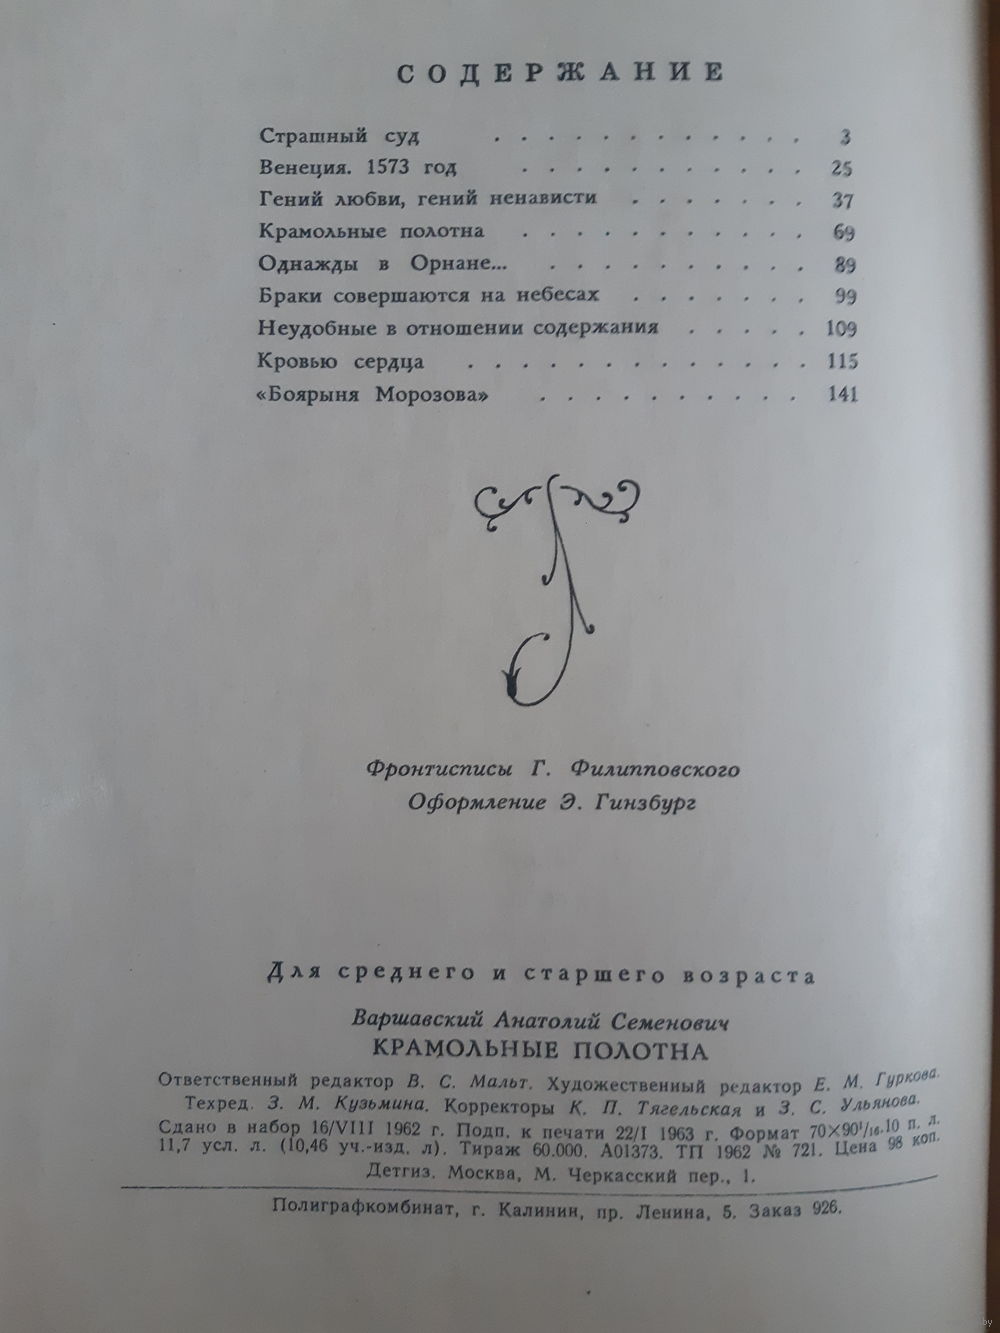 СОДЕРЖАНИЕ
Страшный суд . . . . . . . . . . . . 3
Венеция. 1573 год . . . . . . . . . . . 25
Гений любви, гений ненависти . . . . . . . 37
Крамольные полотна . . . . . . . . . . . 69
Однажды в Орнане... . . . . . . . . . . 89
Браки совершаются на небесах . . . . . . . 99
Неудобные в отношении содержания . . . . . 109
Кровью сердца . . . . . . . . . . . . . 115
«Боярыня Морозова» . . . . . . . . . . 141
Фронтисписы Г. Филипповского
Оформление Э. Гинзбург
Для среднего и старшего возраста
Варшавский Анатолий Семенович
КРАМОЛЬНЫЕ ПОЛОТНА
Ответственный редактор В. С. Мальт. Художественный редактор Е. М. Гуркова.
Техред. З. М. Кузьмина. Корректоры К. П. Тягельская и З. С. Ульянова.
Сдано в набор 16/VIII 1962 г. Подп. к печати 22/I 1963 г. Формат 70×90¹/₁₆. 10 п. л.
11,7 усл. л. (10,46 уч.-изд. л). Тираж 60.000. А01373. ТП 1962 № 721. Цена 98 коп.
Детгиз. Москва, М. Черкасский пер., 1.
Полиграфкомбинат, г. Калинин, пр. Ленина, 5. Заказ 926.